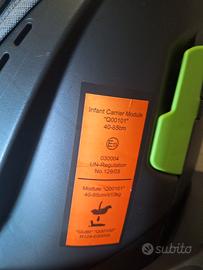 Infant Carrier Module
"Q00101"
40-85cm
030004
UN-Regulation
No.129/03
Module "Q00101"
40-85cm/≤13kg
subito